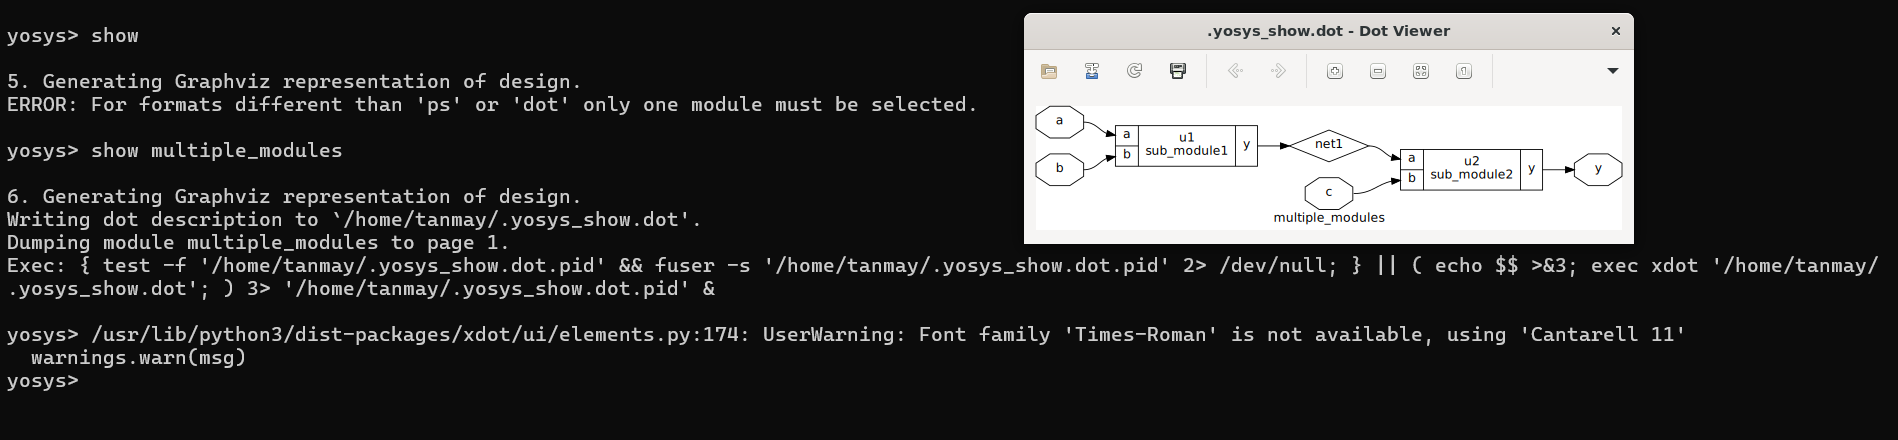 yosys> show
5. Generating Graphviz representation of design.
ERROR: For formats different than 'ps' or 'dot' only one module must be selected.
yosys> show multiple_modules
6. Generating Graphviz representation of design.
Writing dot description to `/home/tanmay/.yosys_show.dot'.
Dumping module multiple_modules to page 1.
Exec: { test -f '/home/tanmay/.yosys_show.dot.pid' && fuser -s '/home/tanmay/.yosys_show.dot.pid' 2> /dev/null; } || ( echo $$ >&3; exec xdot '/home/tanmay/
.yosys_show.dot'; ) 3> '/home/tanmay/.yosys_show.dot.pid' &
yosys> /usr/lib/python3/dist-packages/xdot/ui/elements.py:174: UserWarning: Font family 'Times-Roman' is not available, using 'Cantarell 11'
warnings.warn(msg)
yosys>
.yosys_show.dot - Dot Viewer
a
b
a
b
u1
sub_module1
y
net1
c
a
b
u2
sub_module2
y
y
multiple_modules